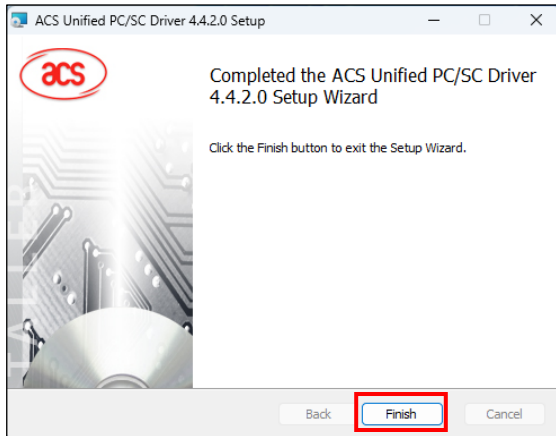 ACS Unified PC/SC Driver 4.4.2.0 Setup
acs
Completed the ACS Unified PC/SC Driver
4.4.2.0 Setup Wizard
Click the Finish button to exit the Setup Wizard.
Back Finish Cancel